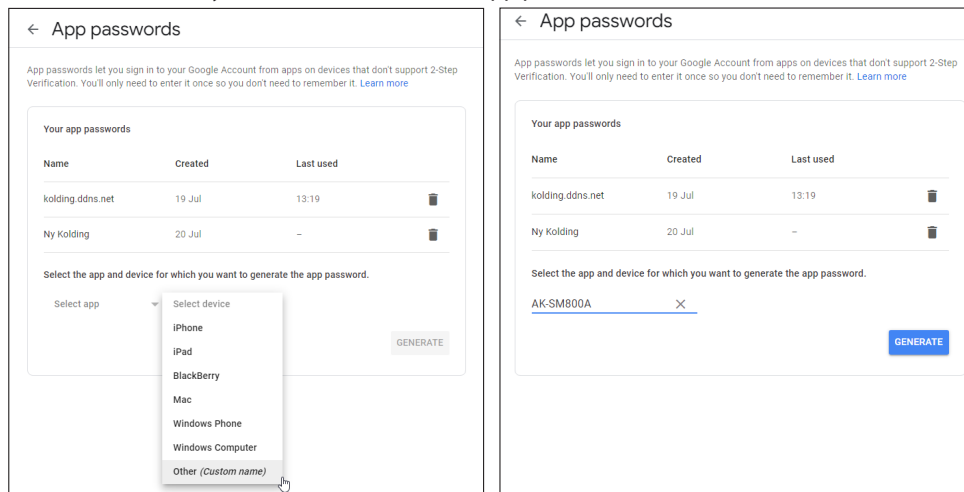 ← App passwords
App passwords let you sign in to your Google Account from apps on devices that don't support 2-Step
Verification. You'll only need to enter it once so you don't need to remember it. Learn more
Your app passwords
Name Created Last used
kolding.ddns.net 19 Jul 13:19
Ny Kolding 20 Jul –
Select the app and device for which you want to generate the app password.
Select app Select device
iPhone
iPad
BlackBerry
Mac
Windows Phone
Windows Computer
Other (Custom name)
GENERATE
← App passwords
App passwords let you sign in to your Google Account from apps on devices that don't support 2-Step
Verification. You'll only need to enter it once so you don't need to remember it. Learn more
Your app passwords
Name Created Last used
kolding.ddns.net 19 Jul 13:19
Ny Kolding 20 Jul –
Select the app and device for which you want to generate the app password.
AK-SM800A
GENERATE